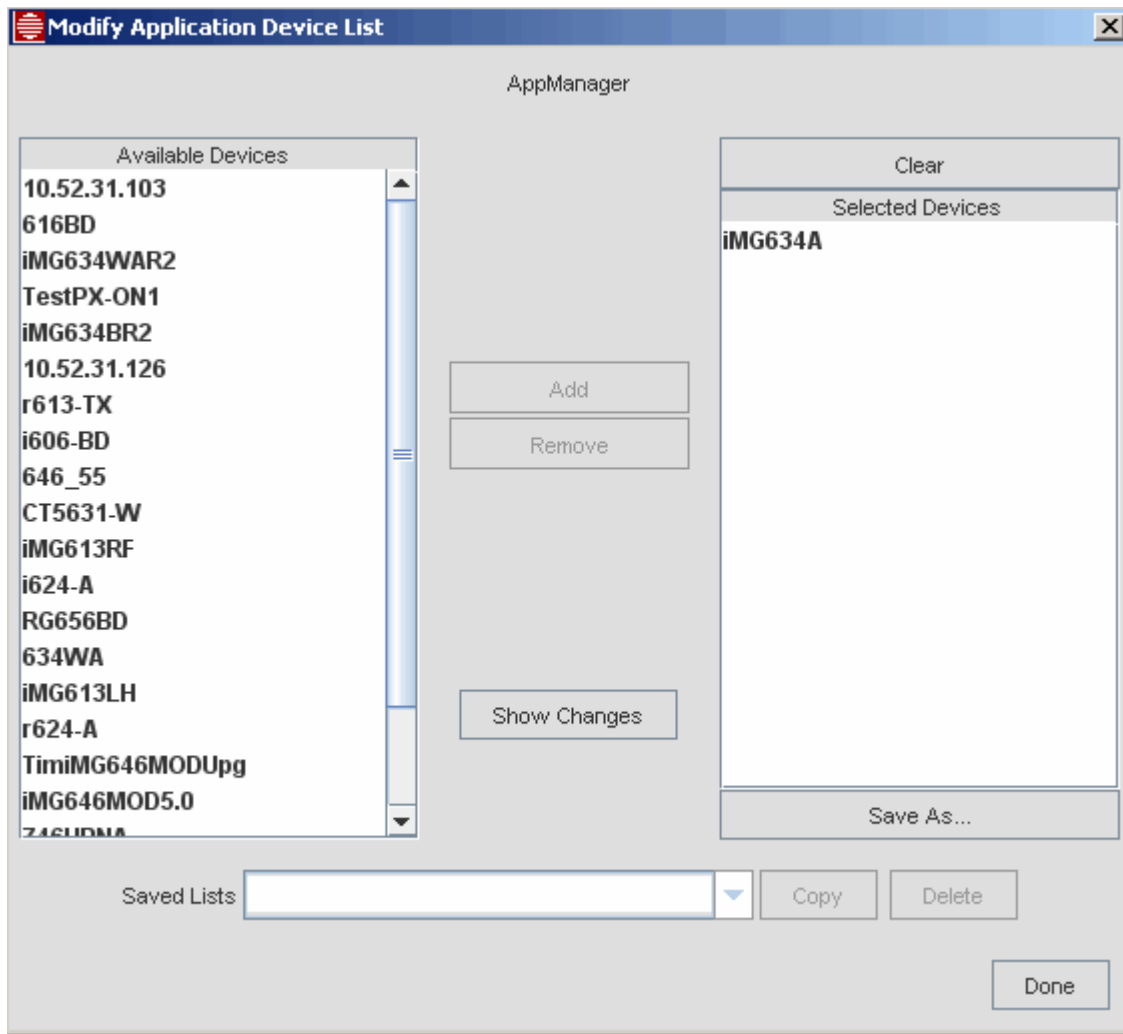 Modify Application Device List
AppManager
Available Devices
10.52.31.103
616BD
iMG634WAR2
TestPX-ON1
iMG634BR2
10.52.31.126
r613-TX
i606-BD
646_55
CT5631-W
iMG613RF
i624-A
RG656BD
634WA
iMG613LH
r624-A
TimiMG646MODUpg
iMG646MOD5.0
Add
Remove
Show Changes
Clear
Selected Devices
iMG634A
Save As...
Saved Lists
Copy
Delete
Done